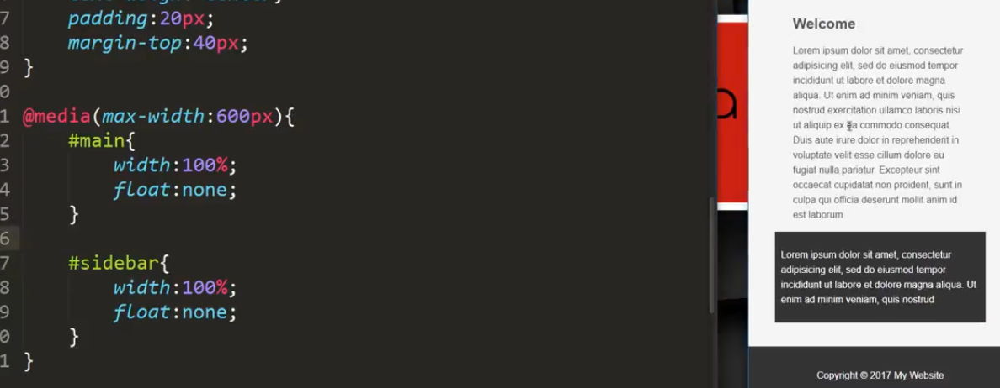 7 padding:20px;
8 margin-top:40px;
9 }
0
1 @media(max-width:600px){
2 #main{
3 width:100%;
4 float:none;
5 }
6
7 #sidebar{
8 width:100%;
9 float:none;
0 }
1 }
a
Welcome
Lorem ipsum dolor sit amet, consectetur
adipisicing elit, sed do eiusmod tempor
incididunt ut labore et dolore magna
aliqua. Ut enim ad minim veniam, quis
nostrud exercitation ullamco laboris nisi
ut aliquip ex ea commodo consequat.
Duis aute irure dolor in reprehenderit in
voluptate velit esse cillum dolore eu
fugiat nulla pariatur. Excepteur sint
occaecat cupidatat non proident, sunt in
culpa qui officia deserunt mollit anim id
est laborum
Lorem ipsum dolor sit amet, consectetur
adipisicing elit, sed do eiusmod tempor
incididunt ut labore et dolore magna aliqua. Ut
enim ad minim veniam, quis nostrud
Copyright © 2017 My Website